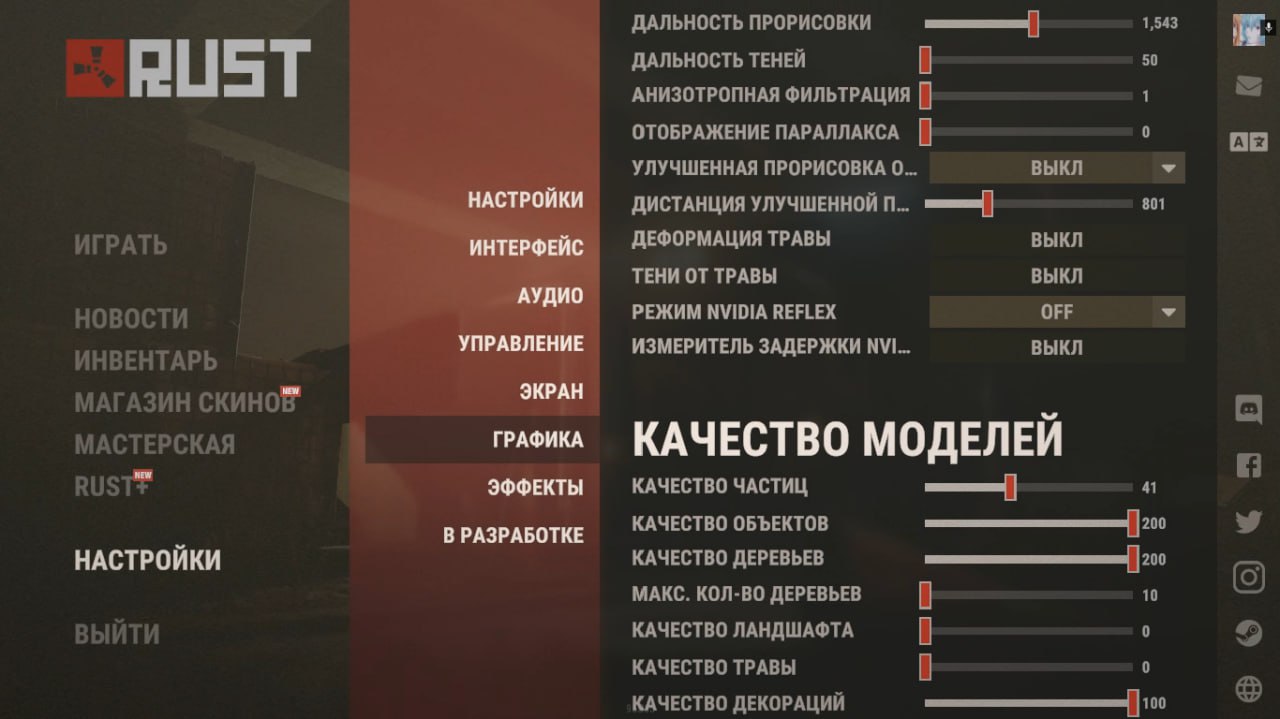 RUST
ИГРАТЬ
НОВОСТИ
ИНВЕНТАРЬ
МАГАЗИН СКИНОВ NEW
МАСТЕРСКАЯ
RUST+ NEW
НАСТРОЙКИ
ВЫЙТИ
НАСТРОЙКИ
ИНТЕРФЕЙС
АУДИО
УПРАВЛЕНИЕ
ЭКРАН
ГРАФИКА
ЭФФЕКТЫ
В РАЗРАБОТКЕ
ДАЛЬНОСТЬ ПРОРИСОВКИ 1,543
ДАЛЬНОСТЬ ТЕНЕЙ 50
АНИЗОТРОПНАЯ ФИЛЬТРАЦИЯ 1
ОТОБРАЖЕНИЕ ПАРАЛЛАКСА 0
УЛУЧШЕННАЯ ПРОРИСОВКА О... ВЫКЛ
ДИСТАНЦИЯ УЛУЧШЕННОЙ П... 801
ДЕФОРМАЦИЯ ТРАВЫ ВЫКЛ
ТЕНИ ОТ ТРАВЫ ВЫКЛ
РЕЖИМ NVIDIA REFLEX OFF
ИЗМЕРИТЕЛЬ ЗАДЕРЖКИ NVI... ВЫКЛ
КАЧЕСТВО МОДЕЛЕЙ
КАЧЕСТВО ЧАСТИЦ 41
КАЧЕСТВО ОБЪЕКТОВ 200
КАЧЕСТВО ДЕРЕВЬЕВ 200
МАКС. КОЛ-ВО ДЕРЕВЬЕВ 10
КАЧЕСТВО ЛАНДШАФТА 0
КАЧЕСТВО ТРАВЫ 0
КАЧЕСТВО ДЕКОРАЦИЙ 100
A